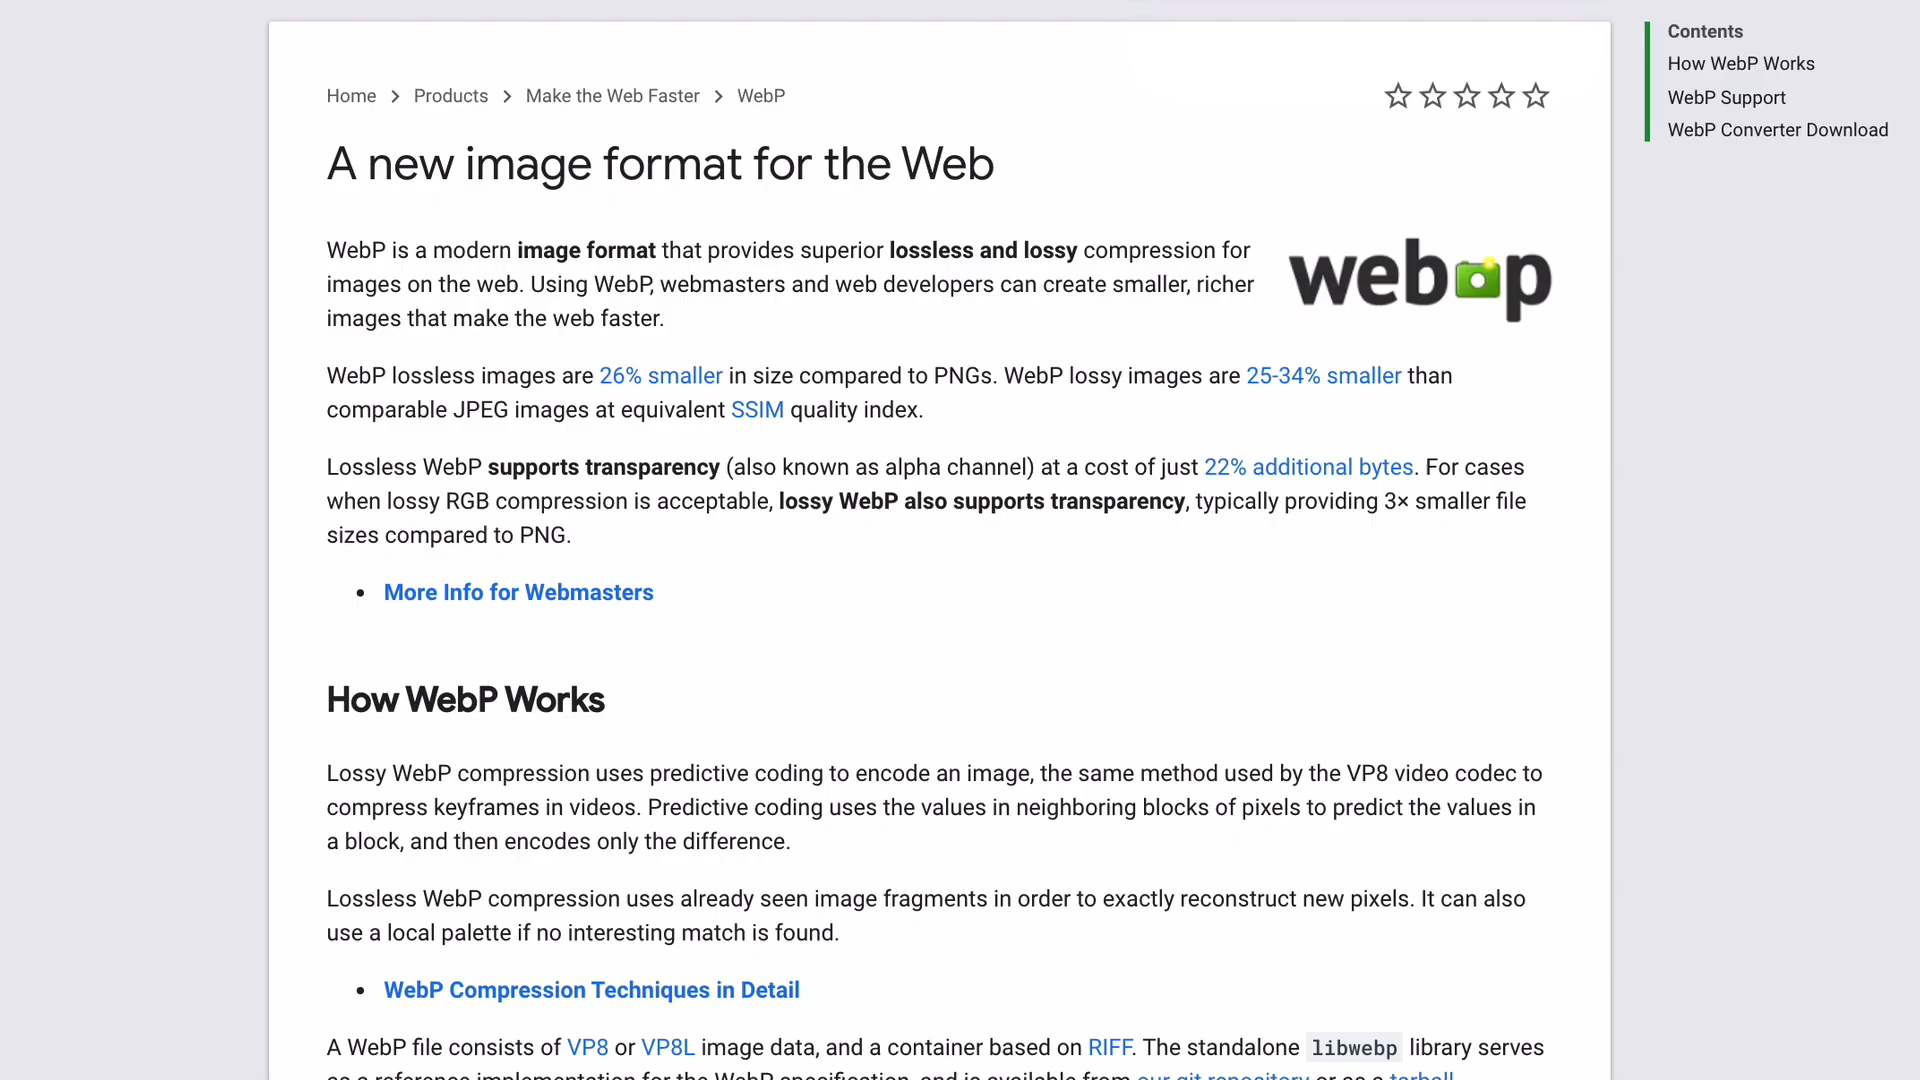 Home > Products > Make the Web Faster > WebP
A new image format for the Web
WebP is a modern image format that provides superior lossless and lossy compression for
images on the web. Using WebP, webmasters and web developers can create smaller, richer
images that make the web faster.
webp
WebP lossless images are 26% smaller in size compared to PNGs. WebP lossy images are 25-34% smaller than
comparable JPEG images at equivalent SSIM quality index.
Lossless WebP supports transparency (also known as alpha channel) at a cost of just 22% additional bytes. For cases
when lossy RGB compression is acceptable, lossy WebP also supports transparency, typically providing 3× smaller file
sizes compared to PNG.
• More Info for Webmasters
How WebP Works
Lossy WebP compression uses predictive coding to encode an image, the same method used by the VP8 video codec to
compress keyframes in videos. Predictive coding uses the values in neighboring blocks of pixels to predict the values in
a block, and then encodes only the difference.
Lossless WebP compression uses already seen image fragments in order to exactly reconstruct new pixels. It can also
use a local palette if no interesting match is found.
• WebP Compression Techniques in Detail
A WebP file consists of VP8 or VP8L image data, and a container based on RIFF. The standalone libwebp library serves
as a reference implementation for the WebP specification, and is available from our git repository or as a tarball.
Contents
How WebP Works
WebP Support
WebP Converter Download